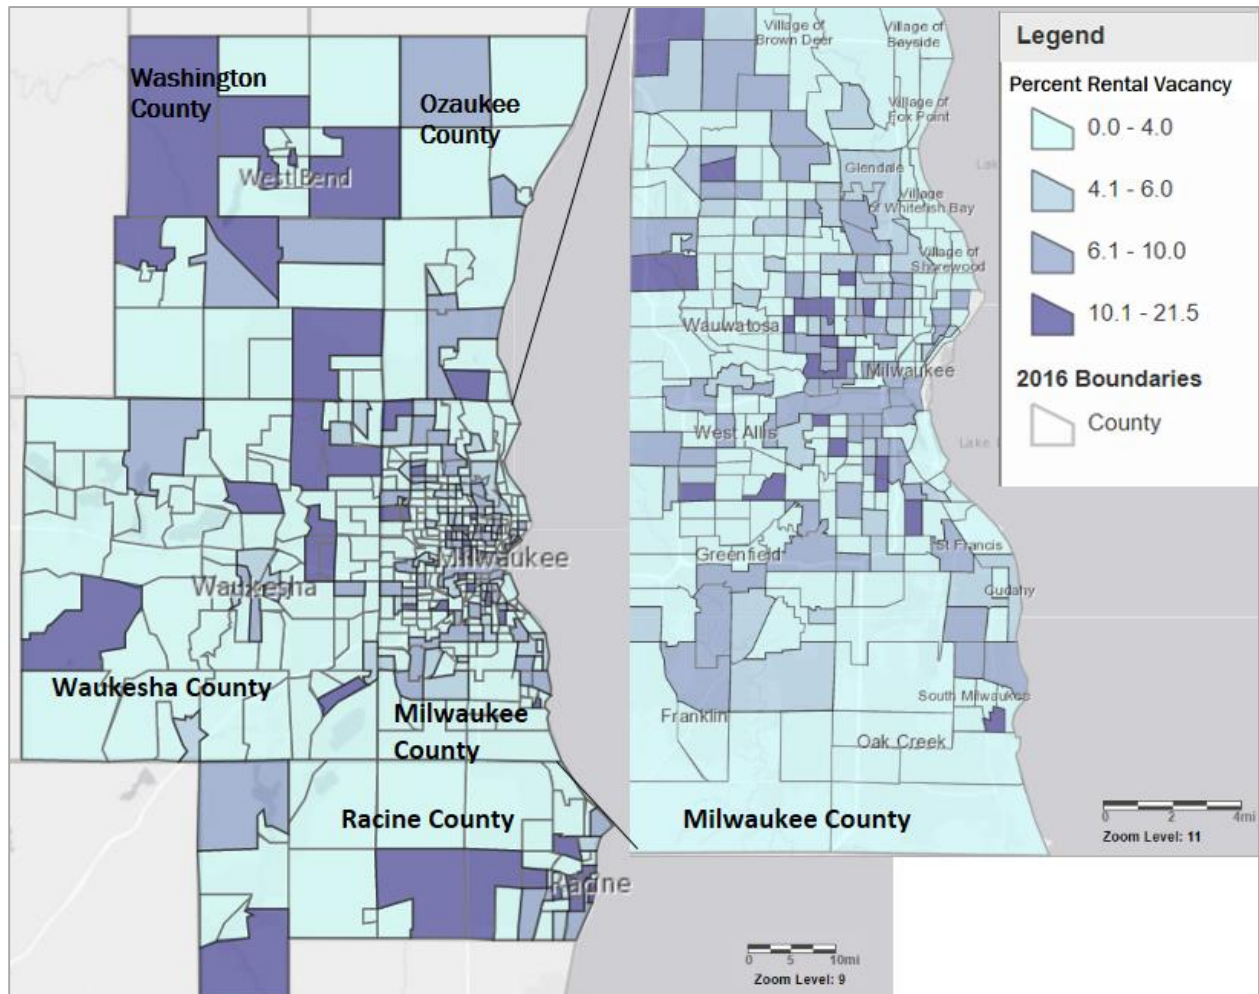 Washington
County
Ozaukee
County
West Bend
Milwaukee
Waukesha
Waukesha County
Milwaukee
County
Racine County
Racine
0 5 10mi
Zoom Level: 9
Village of
Brown Deer
Village of
Bayside
Village of
Fox Point
Glendale
Village
of Whitefish Bay
Village of
Shorewood
Wauwatosa
Milwaukee
West Allis
Greenfield
St Francis
Cudahy
South Milwaukee
Franklin
Oak Creek
Milwaukee County
0 2 4mi
Zoom Level: 11
Legend
Percent Rental Vacancy
0.0 - 4.0
4.1 - 6.0
6.1 - 10.0
10.1 - 21.5
2016 Boundaries
County